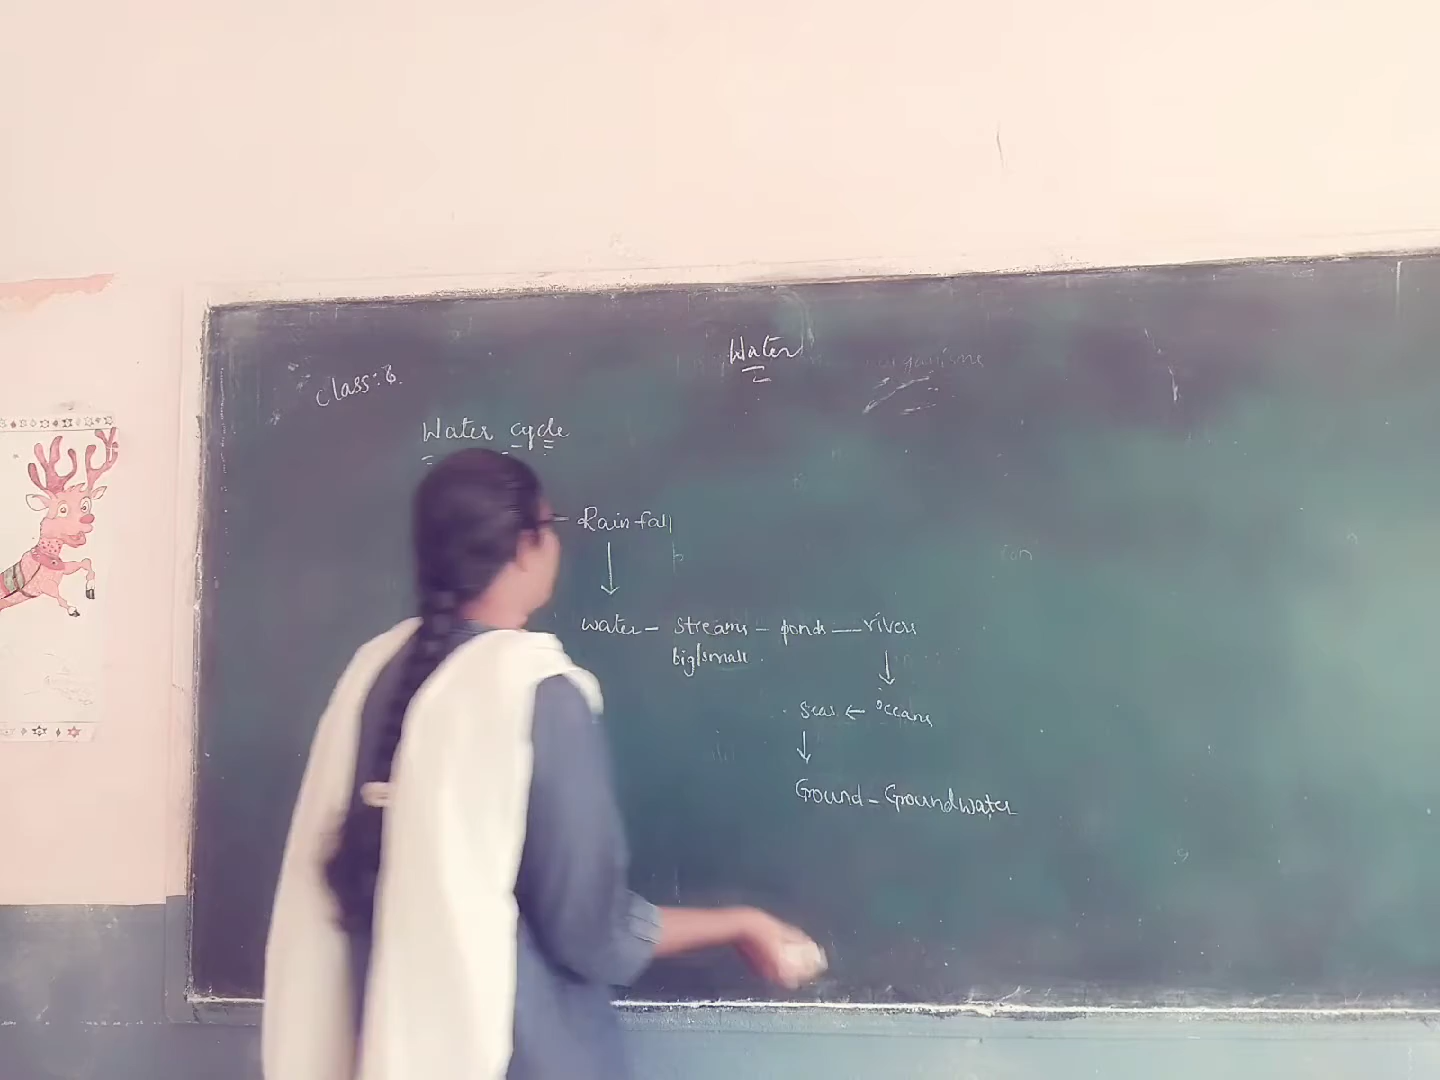 Water
Class: 6.
Water cycle
Rain fall
water - streams - ponds - rivers
big/small.
seas ← oceans
Ground - Groundwater